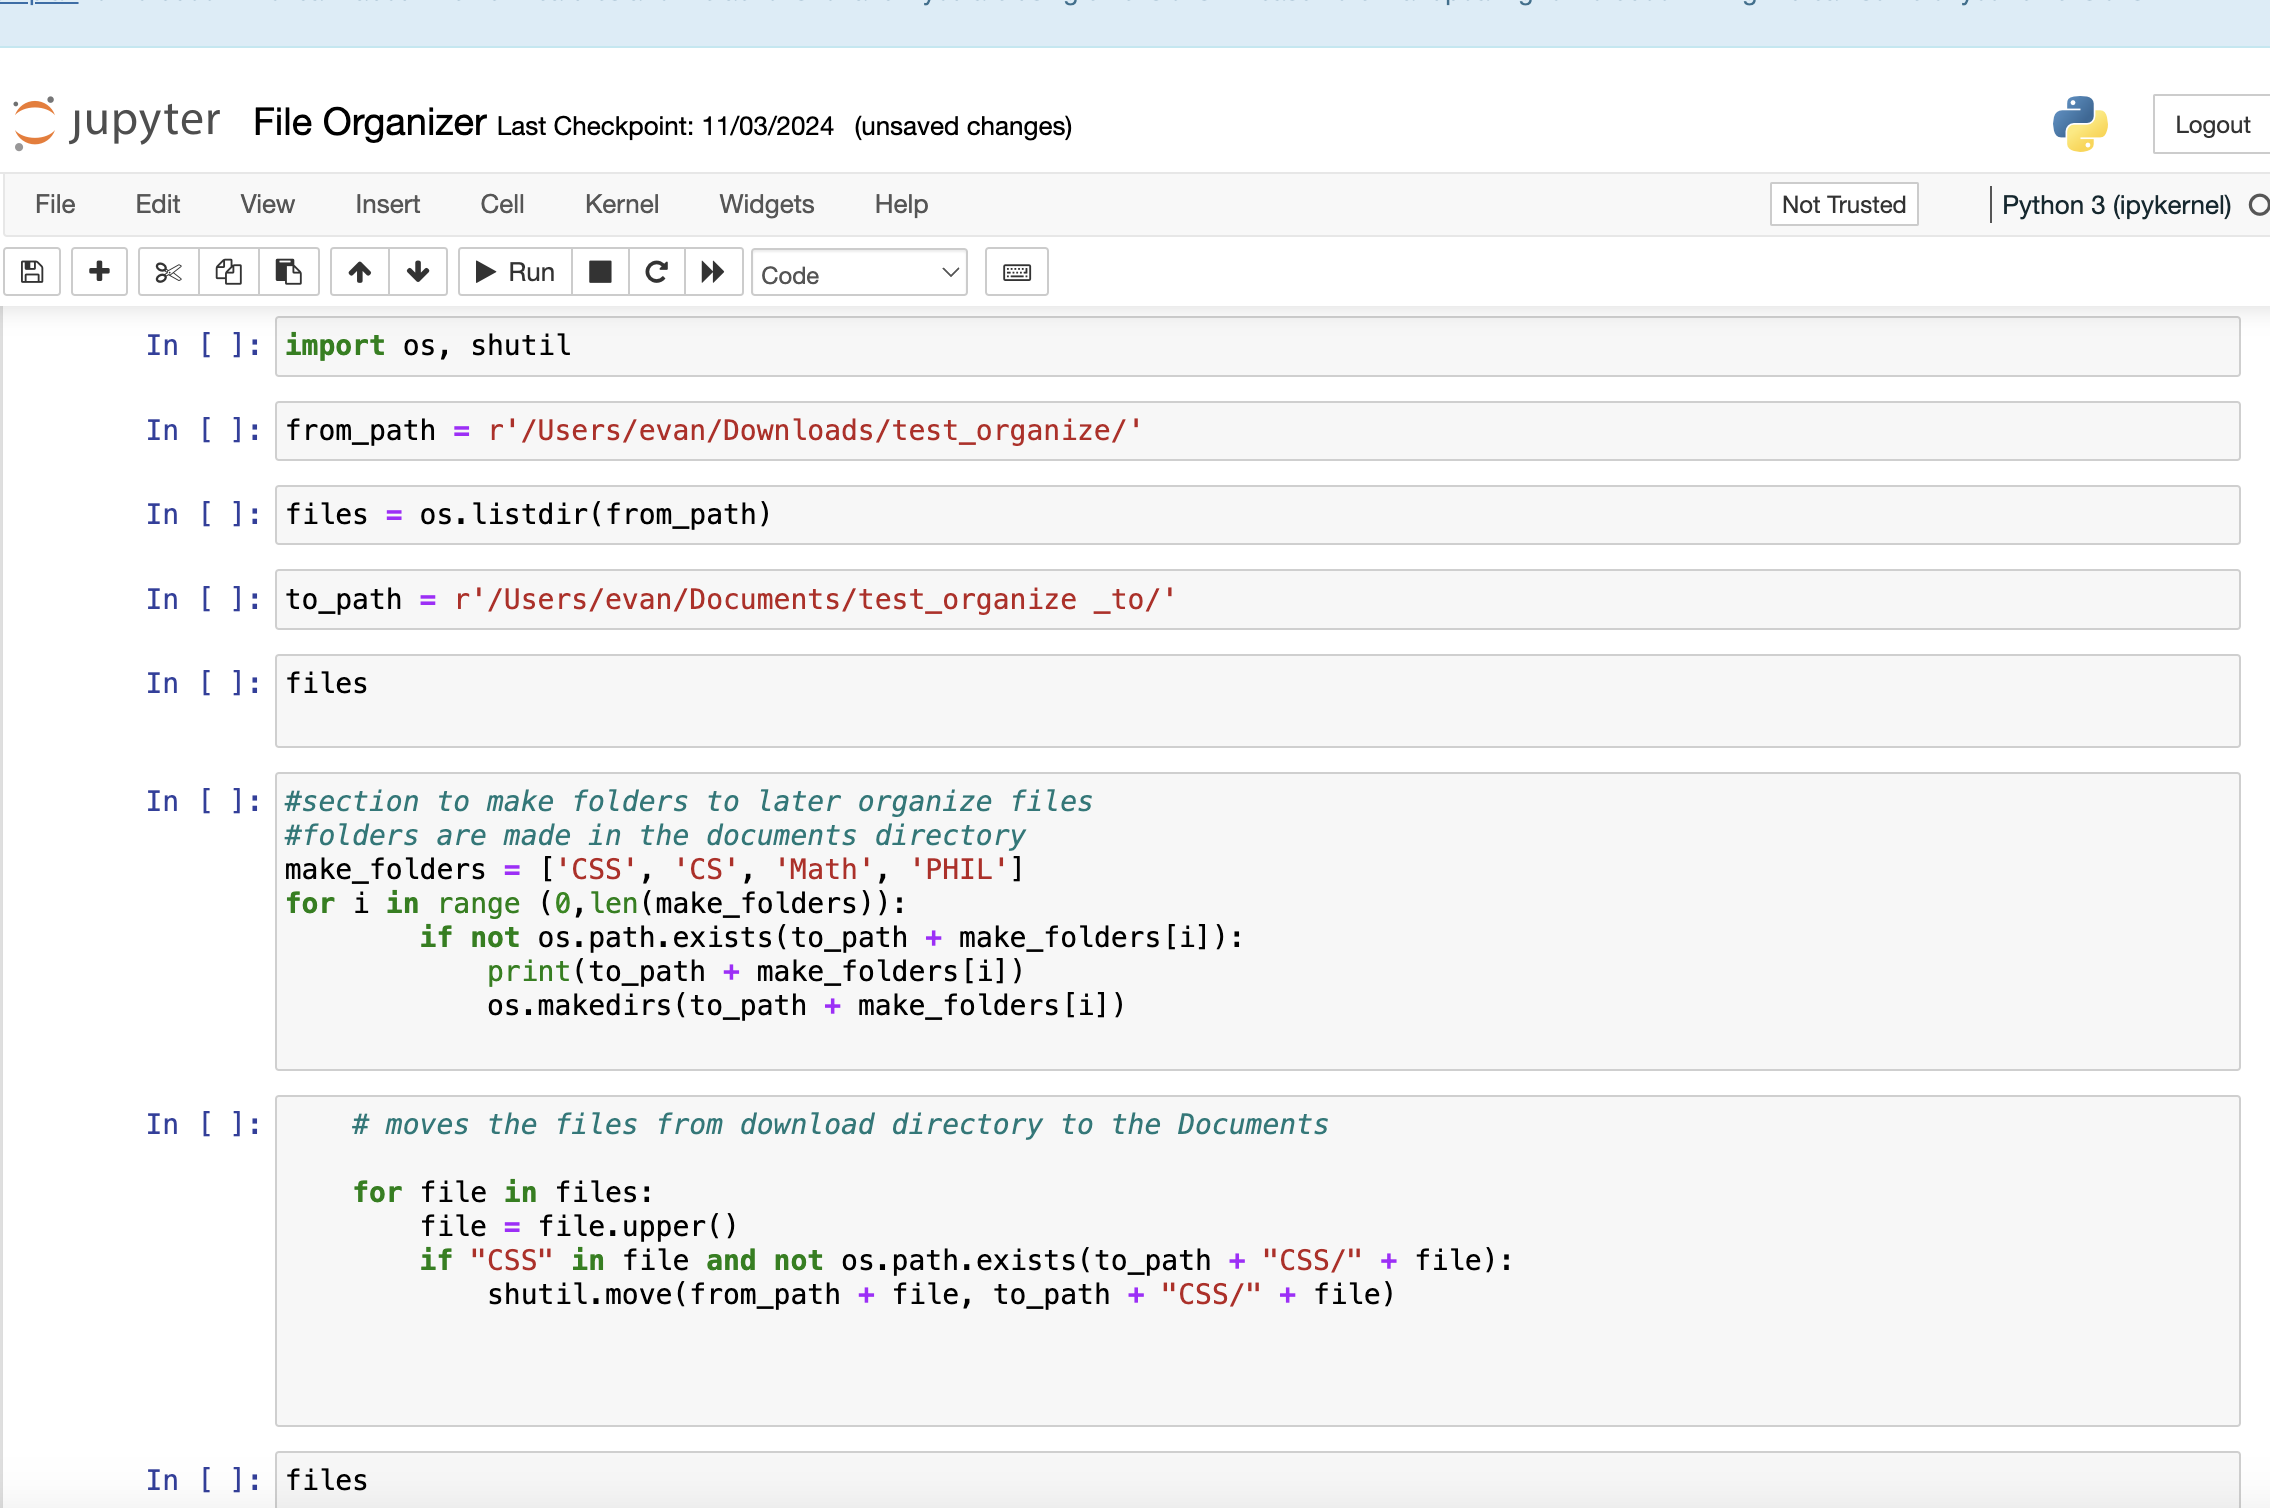 jupyter File Organizer Last Checkpoint: 11/03/2024 (unsaved changes) Logout
File Edit View Insert Cell Kernel Widgets Help Not Trusted Python 3 (ipykernel)
Run Code
In [ ]: import os, shutil
In [ ]: from_path = r'/Users/evan/Downloads/test_organize/'
In [ ]: files = os.listdir(from_path)
In [ ]: to_path = r'/Users/evan/Documents/test_organize _to/'
In [ ]: files
In [ ]: #section to make folders to later organize files
#folders are made in the documents directory
make_folders = ['CSS', 'CS', 'Math', 'PHIL']
for i in range (0,len(make_folders)):
        if not os.path.exists(to_path + make_folders[i]):
            print(to_path + make_folders[i])
            os.makedirs(to_path + make_folders[i])
In [ ]:     # moves the files from download directory to the Documents
    for file in files:
        file = file.upper()
        if "CSS" in file and not os.path.exists(to_path + "CSS/" + file):
            shutil.move(from_path + file, to_path + "CSS/" + file)
In [ ]: files